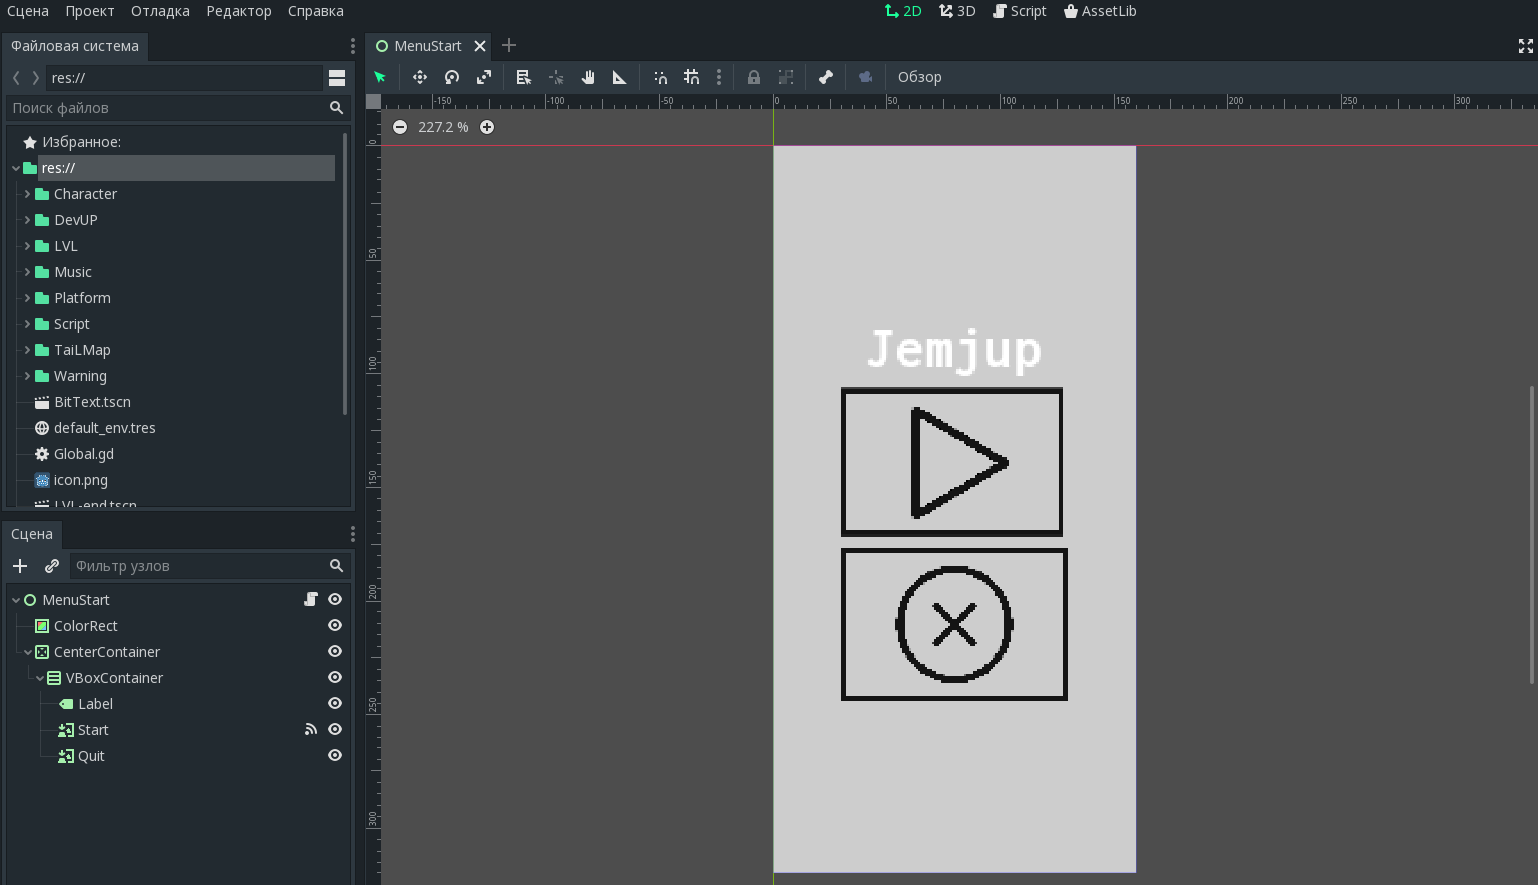 Сцена Проект Отладка Редактор Справка
2D 3D Script AssetLib
Файловая система
res://
Поиск файлов
Избранное:
res://
Character
DevUP
LVL
Music
Platform
Script
TaiLMap
Warning
BitText.tscn
default_env.tres
Global.gd
icon.png
LVL-end.tscn
Сцена
Фильтр узлов
MenuStart
ColorRect
CenterContainer
VBoxContainer
Label
Start
Quit
MenuStart
Обзор
-150 -100 -50 0 50 100 150 200 250 300
227.2 %
0
50
100
150
200
250
300
Jemjup